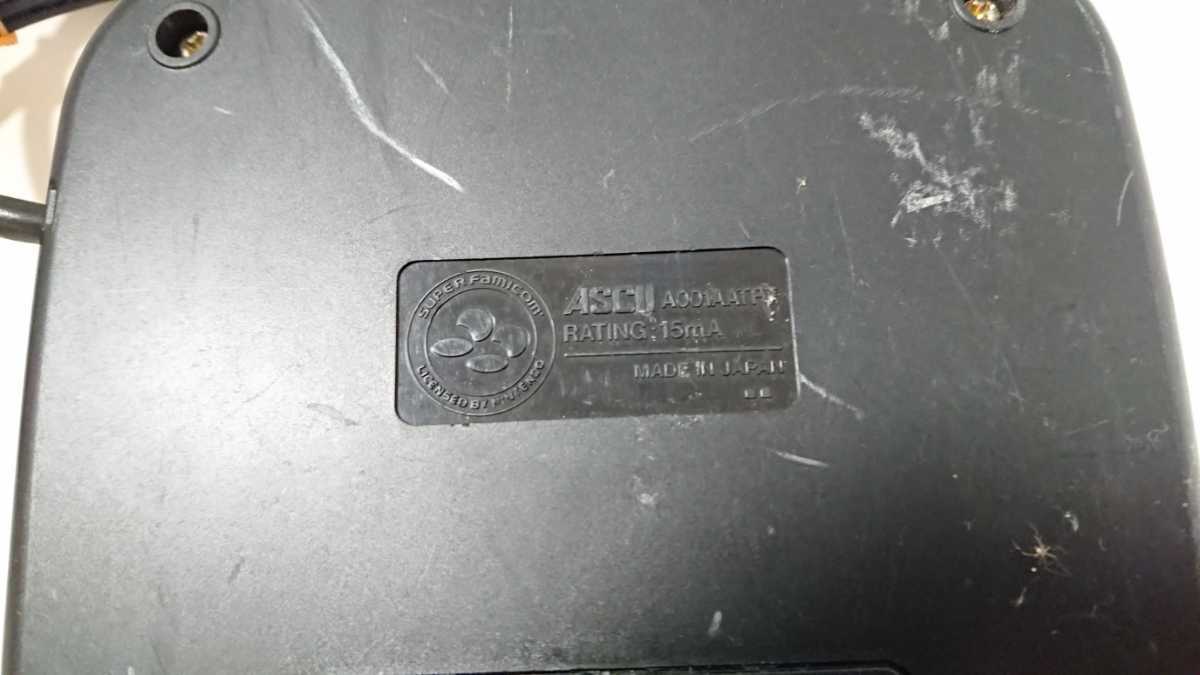 SUPER Famicom
LICENSED BY NINTENDO
ASCII
RATING: 15mA
MADE IN JAPAN